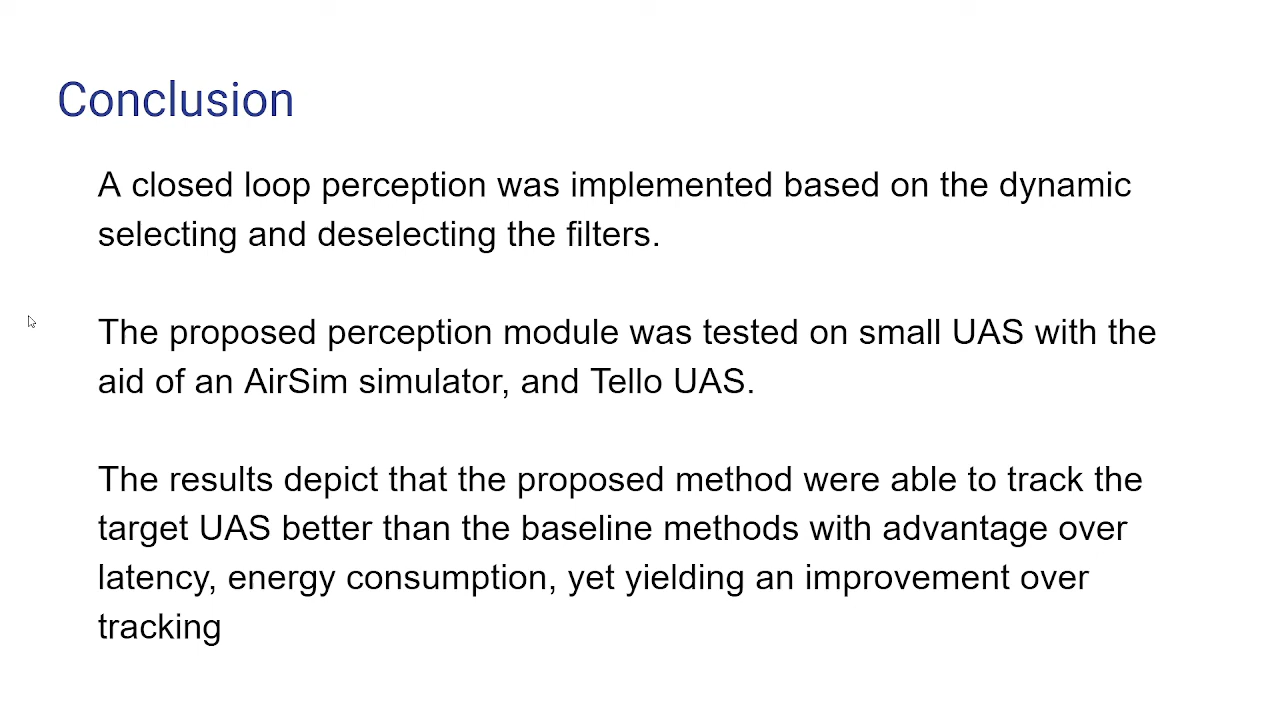 Conclusion
A closed loop perception was implemented based on the dynamic
selecting and deselecting the filters.
The proposed perception module was tested on small UAS with the
aid of an AirSim simulator, and Tello UAS.
The results depict that the proposed method were able to track the
target UAS better than the baseline methods with advantage over
latency, energy consumption, yet yielding an improvement over
tracking